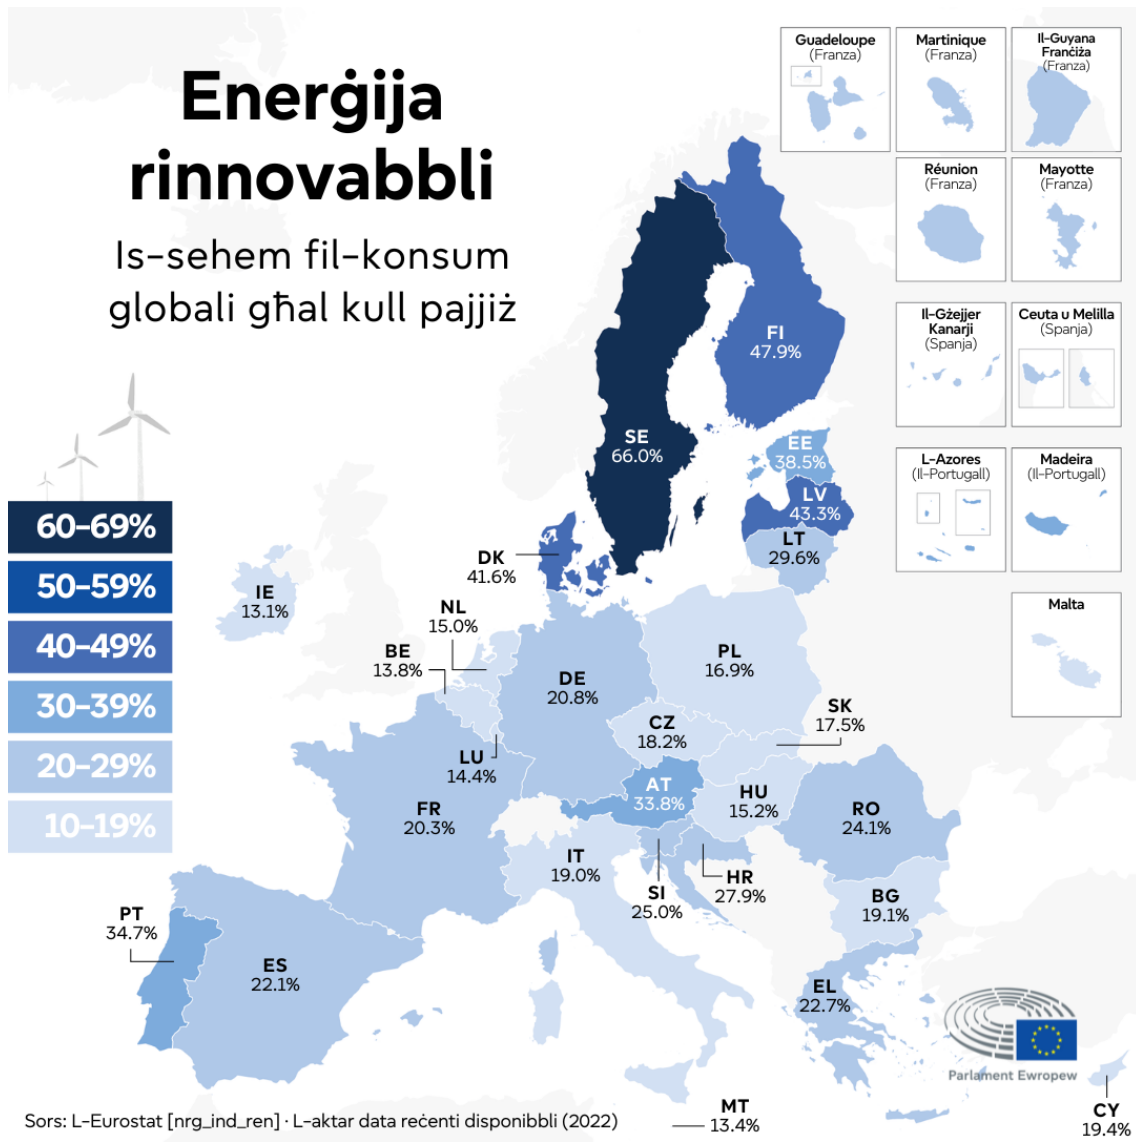 Enerġija
rinnovabbli
Is-sehem fil-konsum
globali għal kull pajjiż
Guadeloupe
(Franza)
Martinique
(Franza)
Il-Guyana
Franċiża
(Franza)
Réunion
(Franza)
Mayotte
(Franza)
Il-Gżejjer
Kanarji
(Spanja)
Ceuta u Melilla
(Spanja)
L-Azores
(Il-Portugall)
Madeira
(Il-Portugall)
Malta
60-69%
50-59%
40-49%
30-39%
20-29%
10-19%
FI
47.9%
SE
66.0%
EE
38.5%
LV
43.3%
LT
29.6%
DK
41.6%
IE
13.1%
NL
15.0%
BE
13.8%
DE
20.8%
PL
16.9%
SK
17.5%
CZ
18.2%
LU
14.4%
AT
33.8%
HU
15.2%
FR
20.3%
RO
24.1%
IT
19.0%
SI
25.0%
HR
27.9%
BG
19.1%
PT
34.7%
ES
22.1%
EL
22.7%
Parlament Ewropew
MT
13.4%
CY
19.4%
Sors: L-Eurostat [nrg_ind_ren] · L-aktar data reċenti disponibbli (2022)